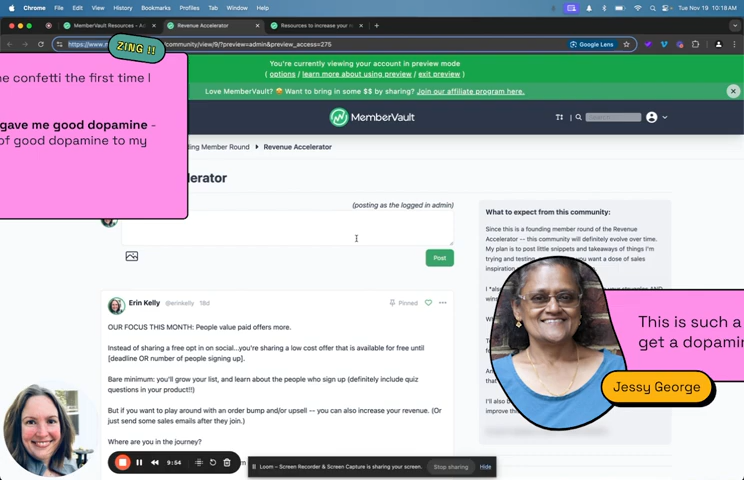 Chrome File Edit View History Bookmarks Profiles Tab Window Help
Tue Nov 19 10:18 AM
MemberVault Resources - Ad
Revenue Accelerator
Resources to increase your m
https://www.m
ommunity/view/9/?preview=admin&preview_access=275
Google Lens
ZING !!
You're currently viewing your account in preview mode
( options / learn more about using preview / exit preview )
Love MemberVault? Want to bring in some $$ by sharing? Join our affiliate program here.
e confetti the first time I
gave me good dopamine -
of good dopamine to my
MemberVault
Search
ding Member Round Revenue Accelerator
erator
(posting as the logged in admin)
Post
What to expect from this community:
Since this is a founding member round of the Revenue
Accelerator -- this community will definitely evolve over time.
My plan is to post little snippets and takeaways of things I'm
trying and testing,
you want a dose of sales
inspiration
I *also
win
Erin Kelly @erinkelly 18d
Pinned
OUR FOCUS THIS MONTH: People value paid offers more.
Instead of sharing a free opt in on social...you're sharing a low cost offer that is available for free until
[deadline OR number of people signing up].
Bare minimum: you'll grow your list, and learn about the people who sign up (definitely include quiz
questions in your product!!)
But if you want to play around with an order bump and/or upsell -- you can also increase your revenue. (Or
just send some sales emails after they join.)
Where are you in the journey?
This is such a
get a dopamin
Jessy George
I'll also
improve this
9:54
Loom – Screen Recorder & Screen Capture is sharing your screen.
Stop sharing
Hide